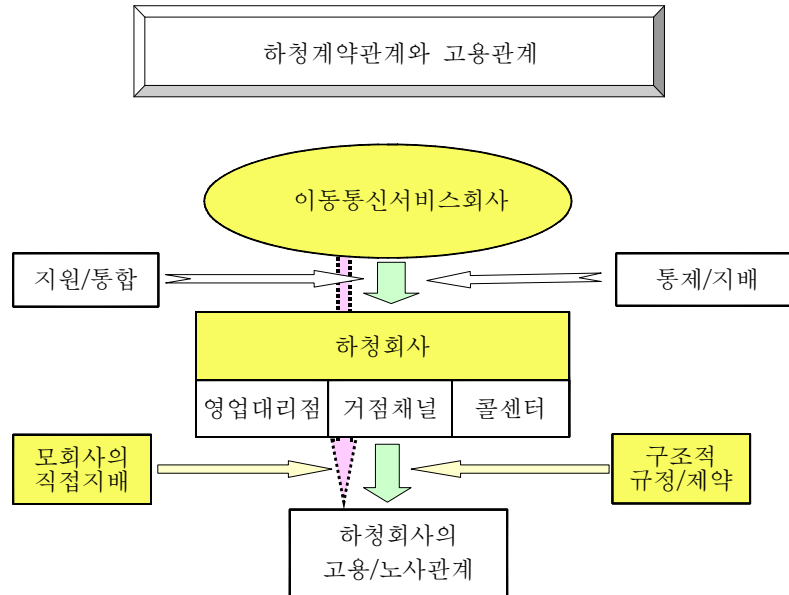 하청계약관계와 고용관계
이동통신서비스회사
지원/통합
통제/지배
하청회사
영업대리점 거점채널 콜센터
모회사의
직접지배
구조적
규정/제약
하청회사의
고용/노사관계